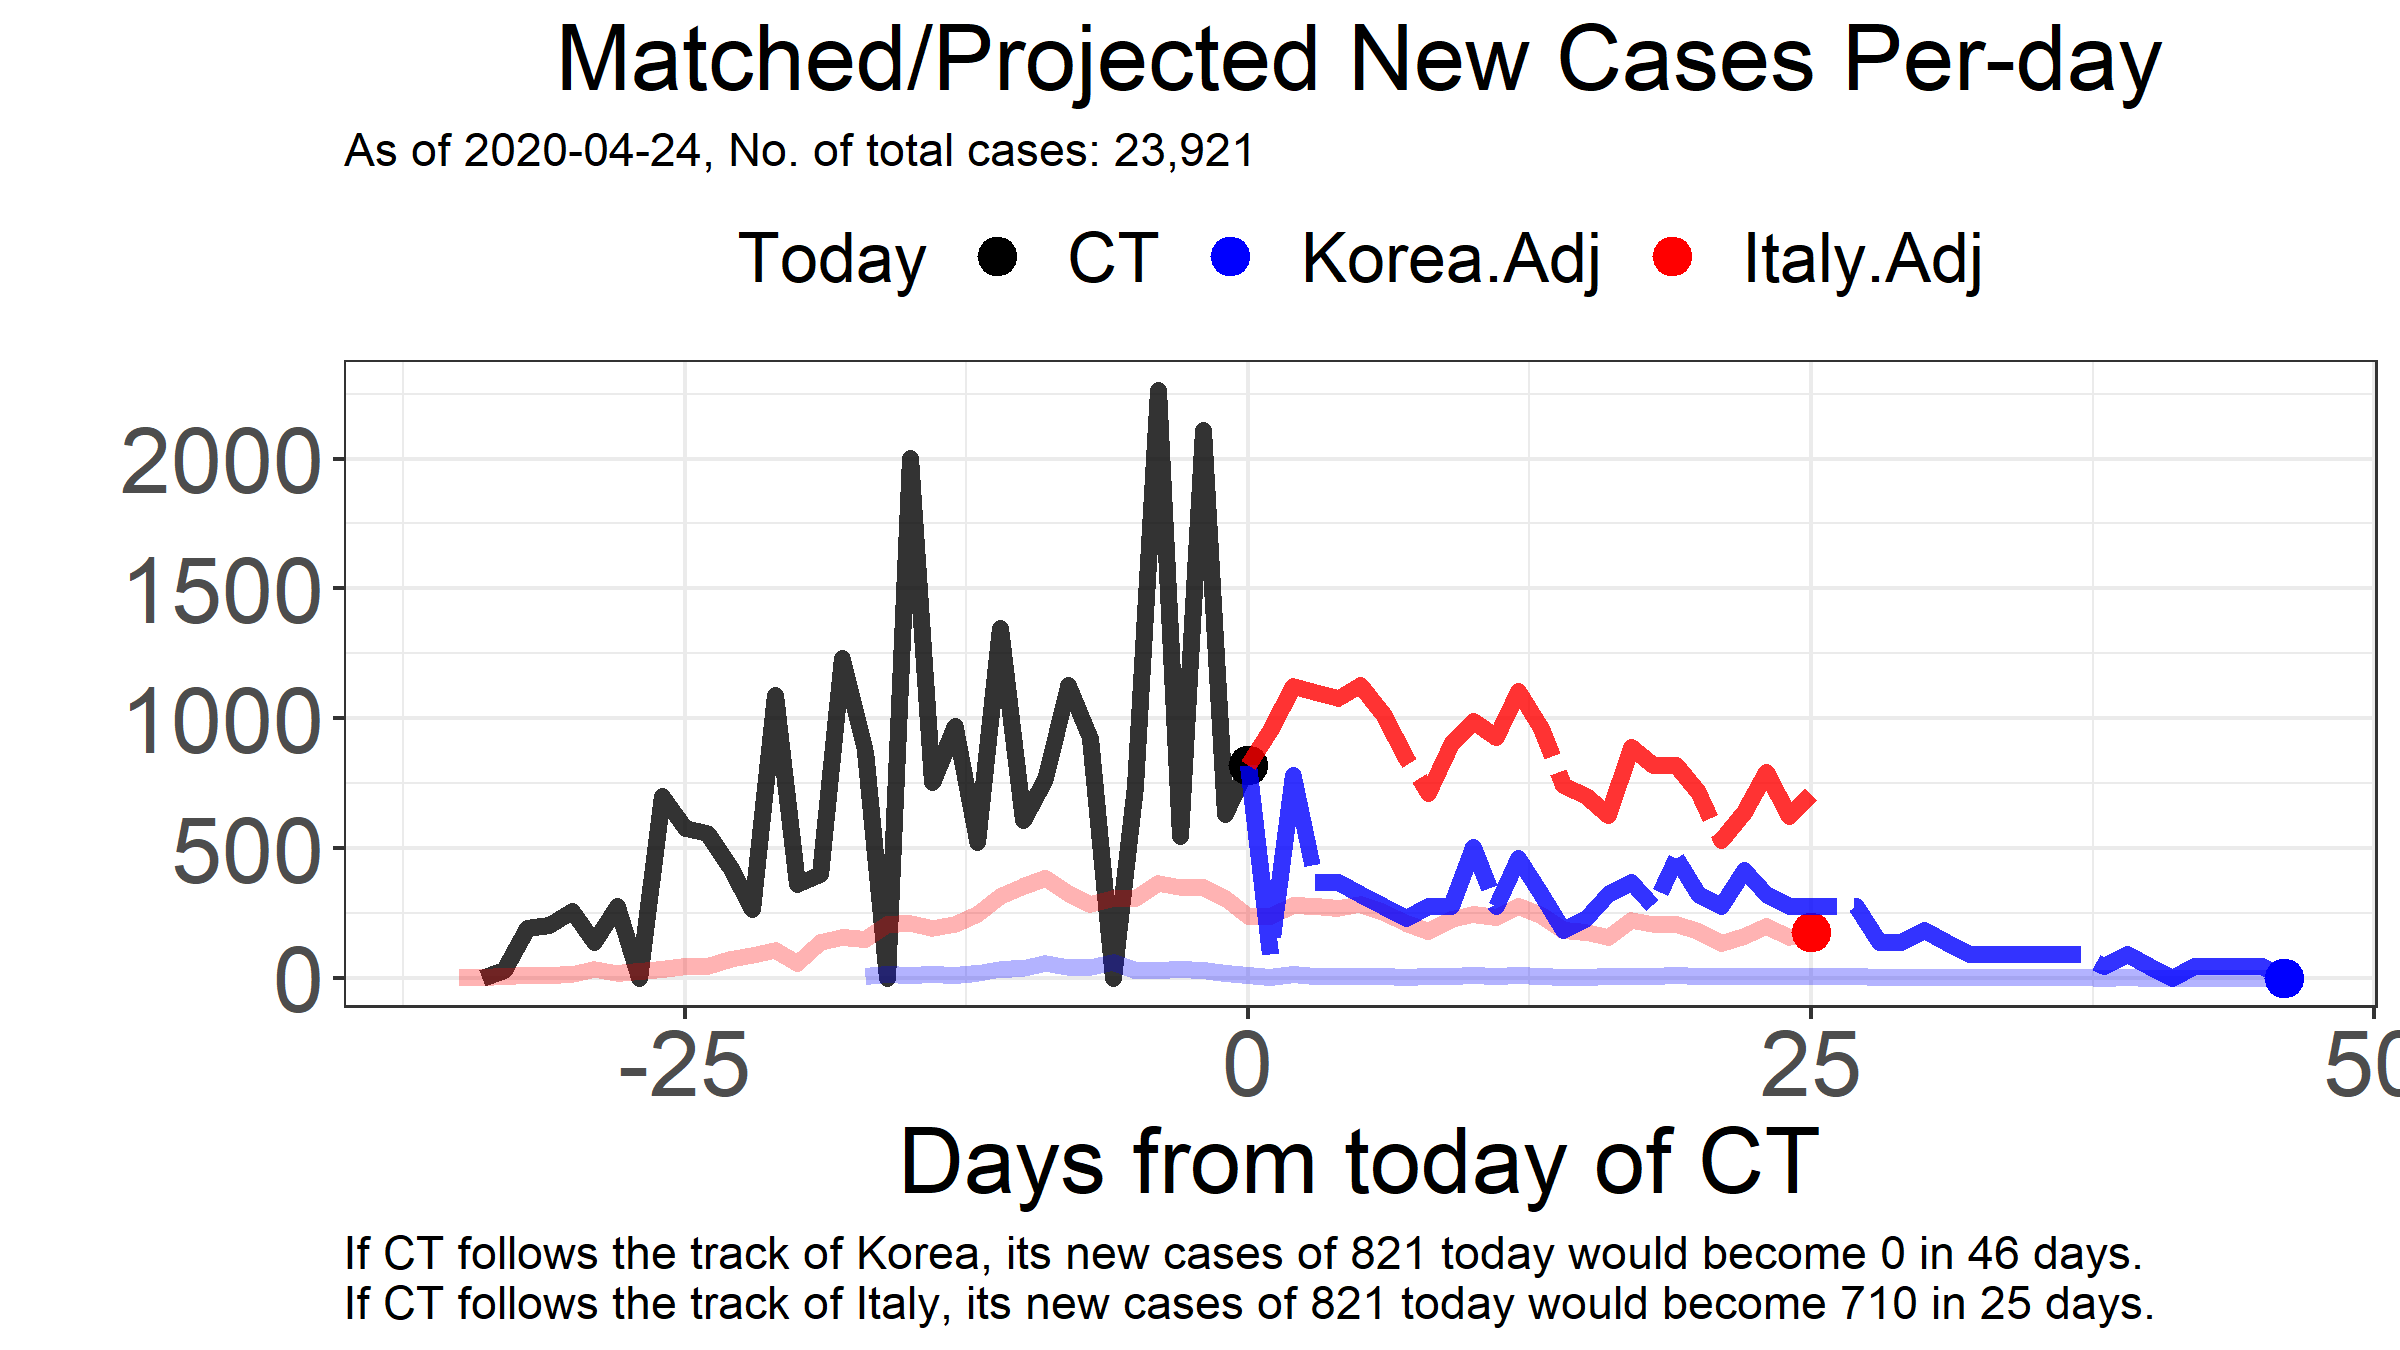 Matched/Projected New Cases Per-day
As of 2020-04-24, No. of total cases: 23,921
Today CT Korea.Adj Italy.Adj
2000
1500
1000
500
0
-25 0 25 50
Days from today of CT
If CT follows the track of Korea, its new cases of 821 today would become 0 in 46 days.
If CT follows the track of Italy, its new cases of 821 today would become 710 in 25 days.